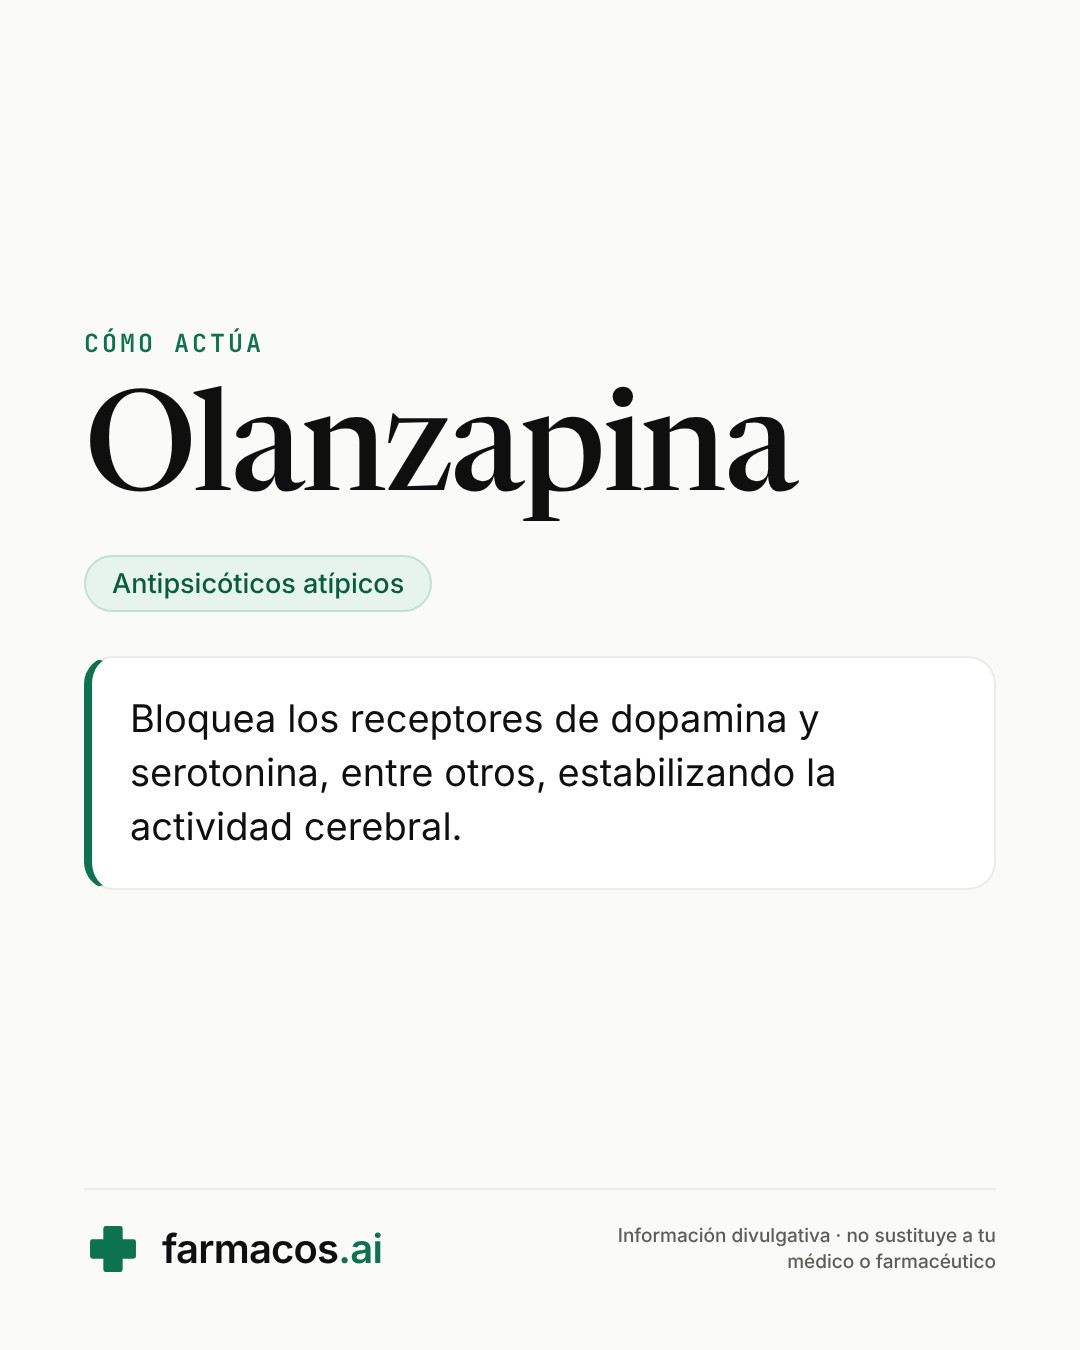 CÓMO ACTÚA
Olanzapina
Antipsicóticos atípicos
Bloquea los receptores de dopamina y
serotonina, entre otros, estabilizando la
actividad cerebral.
farmacos.ai
Información divulgativa · no sustituye a tu
médico o farmacéutico